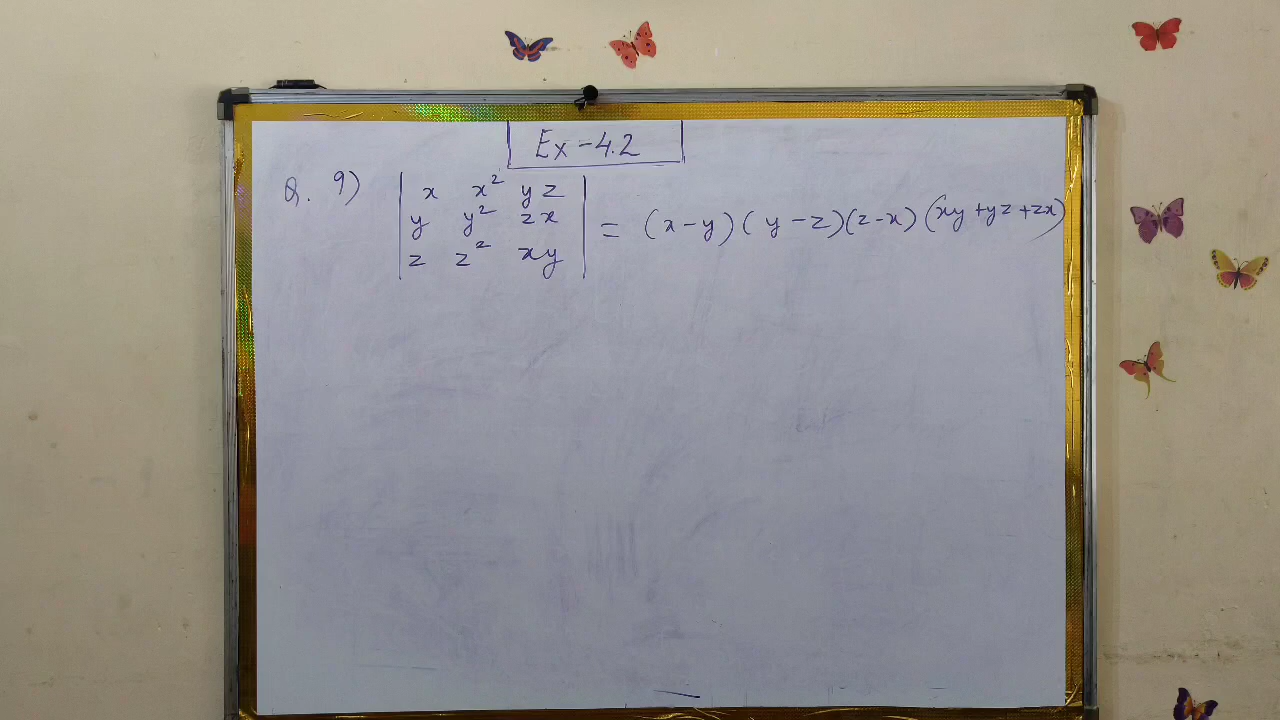 Ex-4.2
Q. 9) | x x² yz |
| y y² zx | = (x-y)(y-z)(z-x)(xy+yz+zx)
| z z² xy |